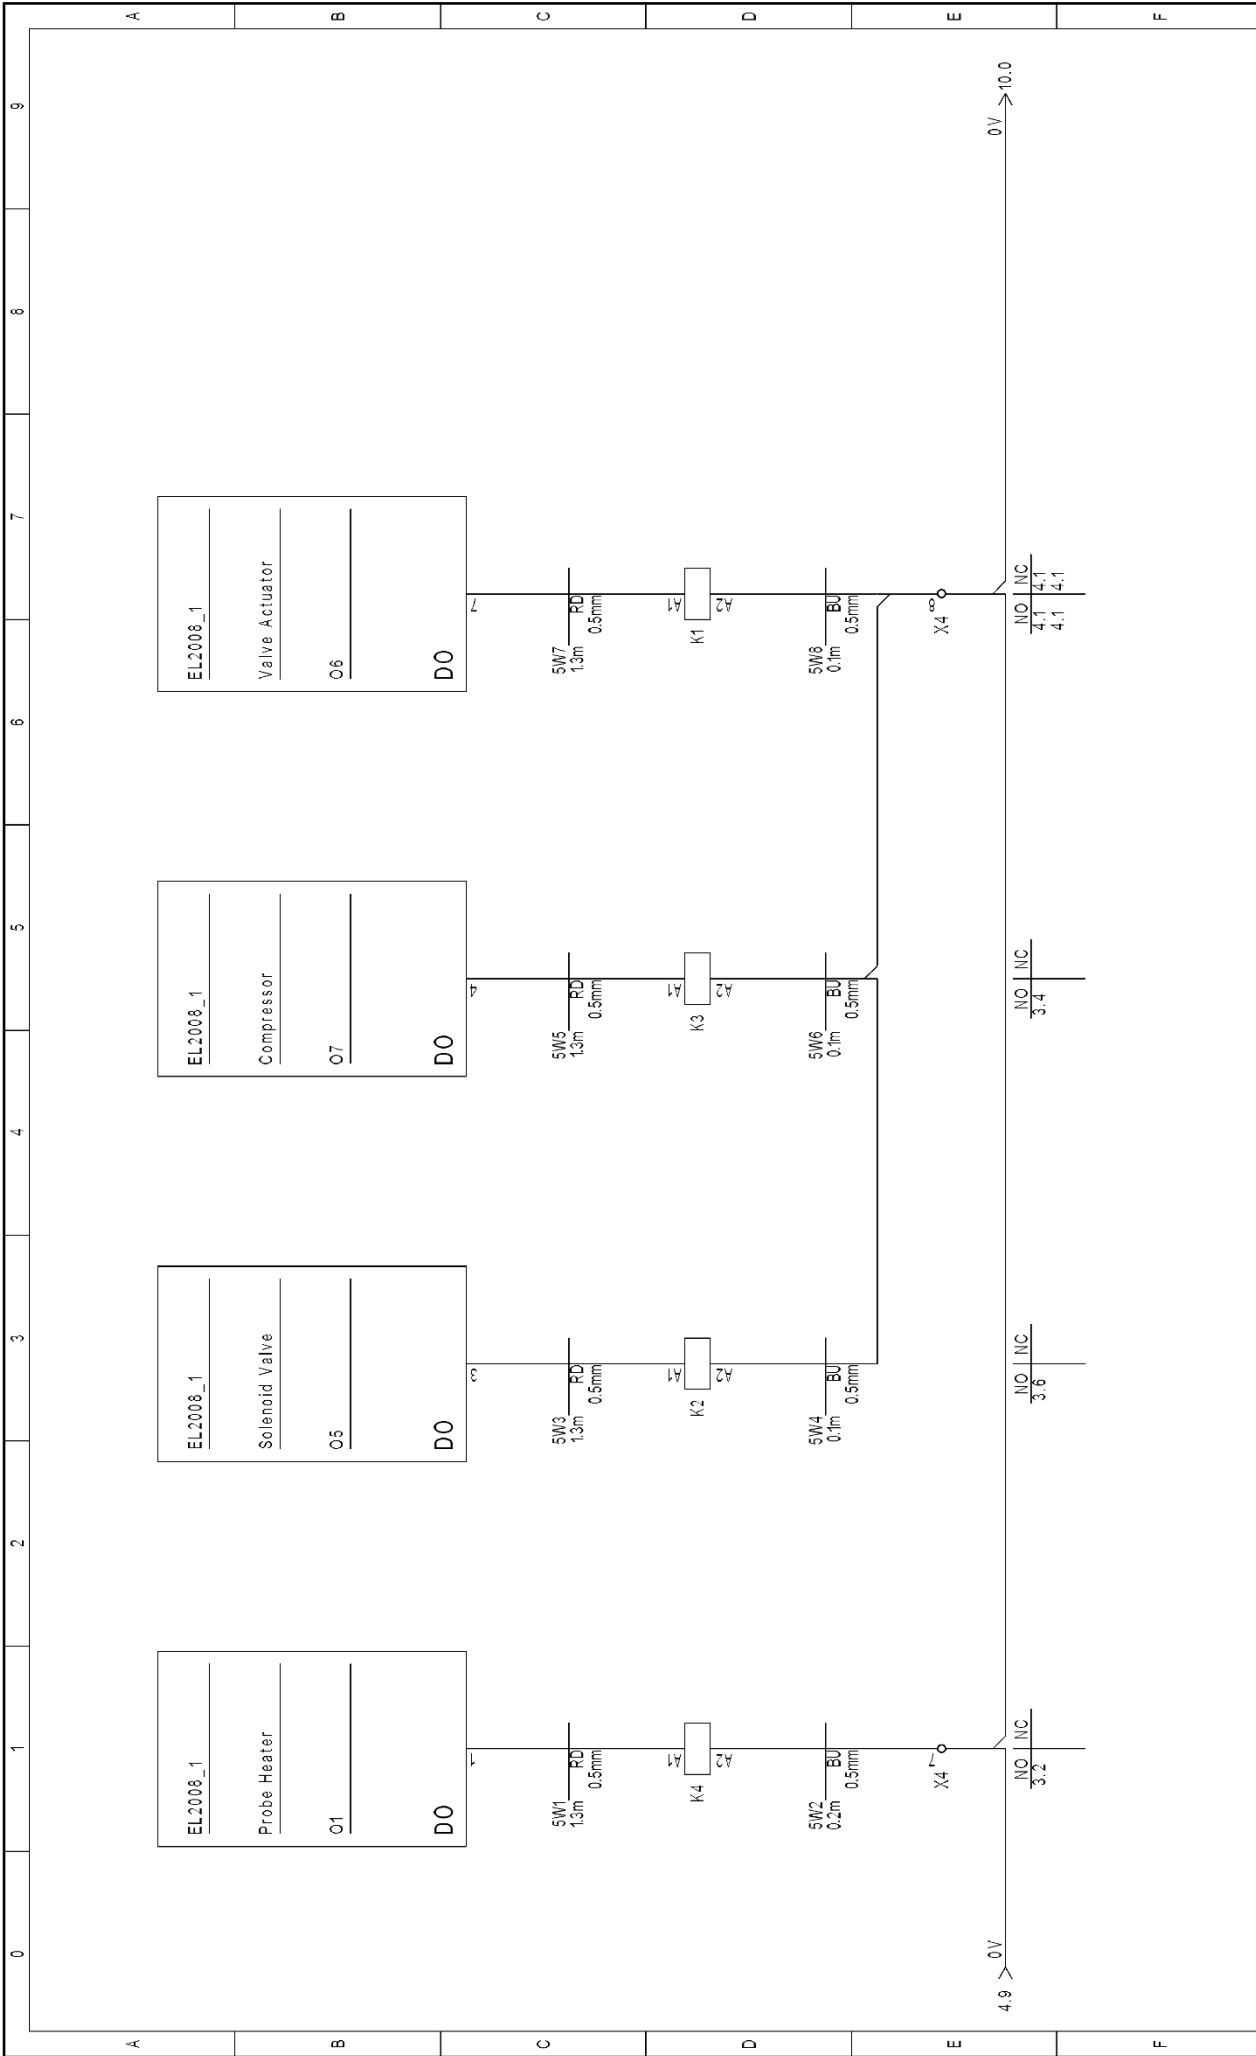 0 1 2 3 4 5 6 7 8 9
A A
B B
C C
D D
E E
F F
EL2008_1
Probe Heater
O1
DO
1
5W1 RD
1.3m 0.5mm
A1
K4
A2
5W2 BU
0.2m 0.5mm
7
X4
NO NC
3.2
EL2008_1
Solenoid Valve
O5
DO
3
5W3 RD
1.3m 0.5mm
A1
K2
A2
5W4 BU
0.1m 0.5mm
NO NC
3.6
EL2008_1
Compressor
O7
DO
4
5W5 RD
1.3m 0.5mm
A1
K3
A2
5W6 BU
0.1m 0.5mm
NO NC
3.4
EL2008_1
Valve Actuator
O6
DO
7
5W7 RD
1.3m 0.5mm
A1
K1
A2
5W8 BU
0.1m 0.5mm
8
X4
NO NC
4.1 4.1
4.1 4.1
4.9
0V
0V
10.0